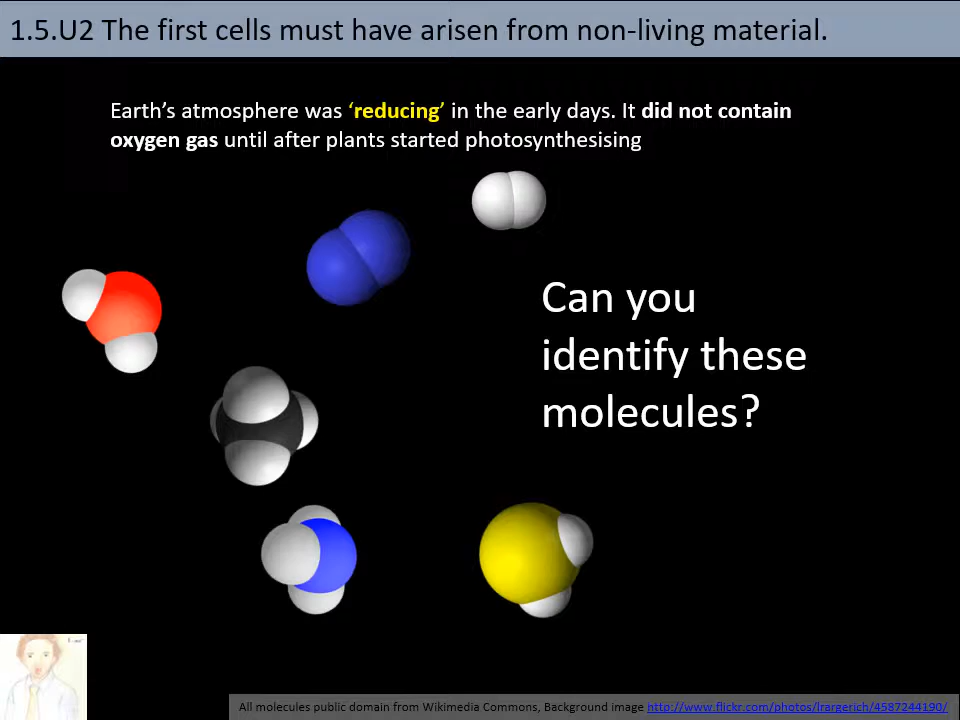 1.5.U2 The first cells must have arisen from non-living material.
Earth's atmosphere was 'reducing' in the early days. It did not contain
oxygen gas until after plants started photosynthesising
Can you
identify these
molecules?
All molecules public domain from Wikimedia Commons, Background image http://www.flickr.com/photos/lrargerich/4587244190/